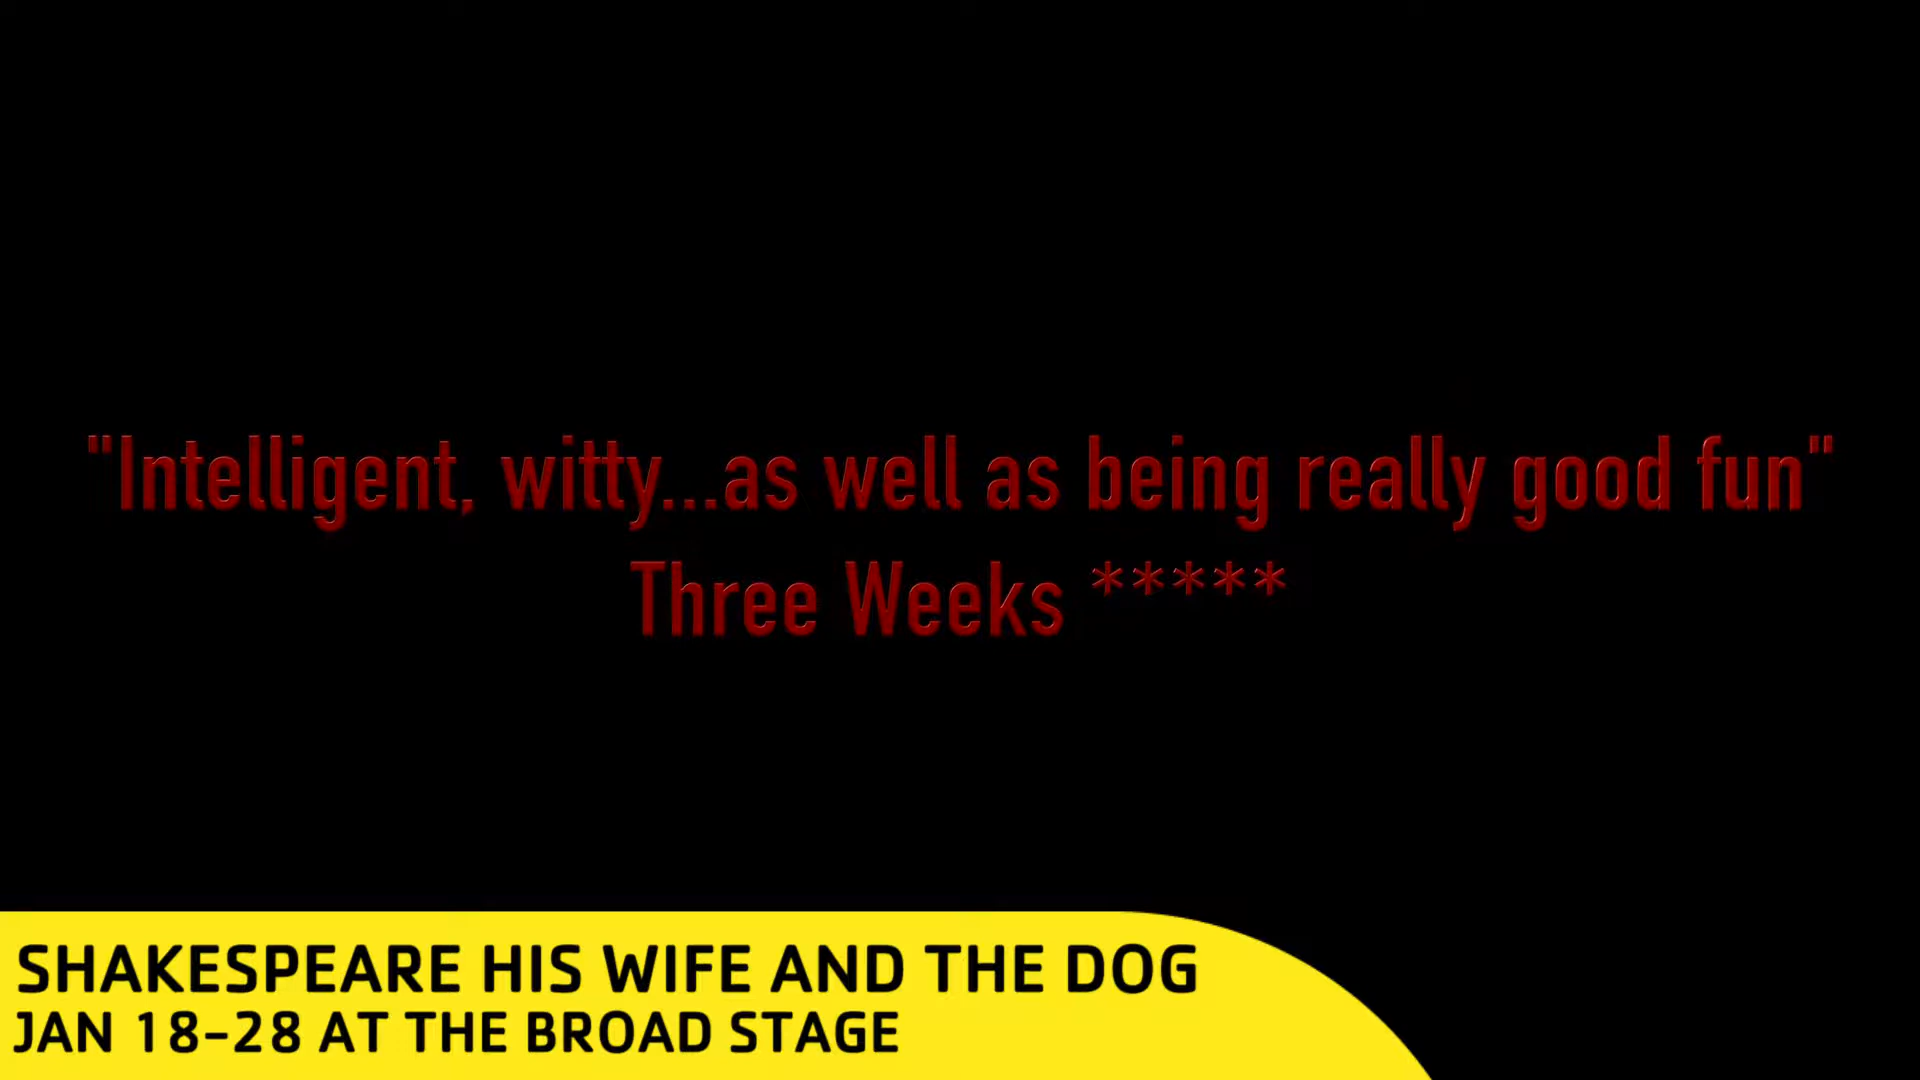 "Intelligent, witty...as well as being really good fun"
Three Weeks *****
SHAKESPEARE HIS WIFE AND THE DOG
JAN 18-28 AT THE BROAD STAGE